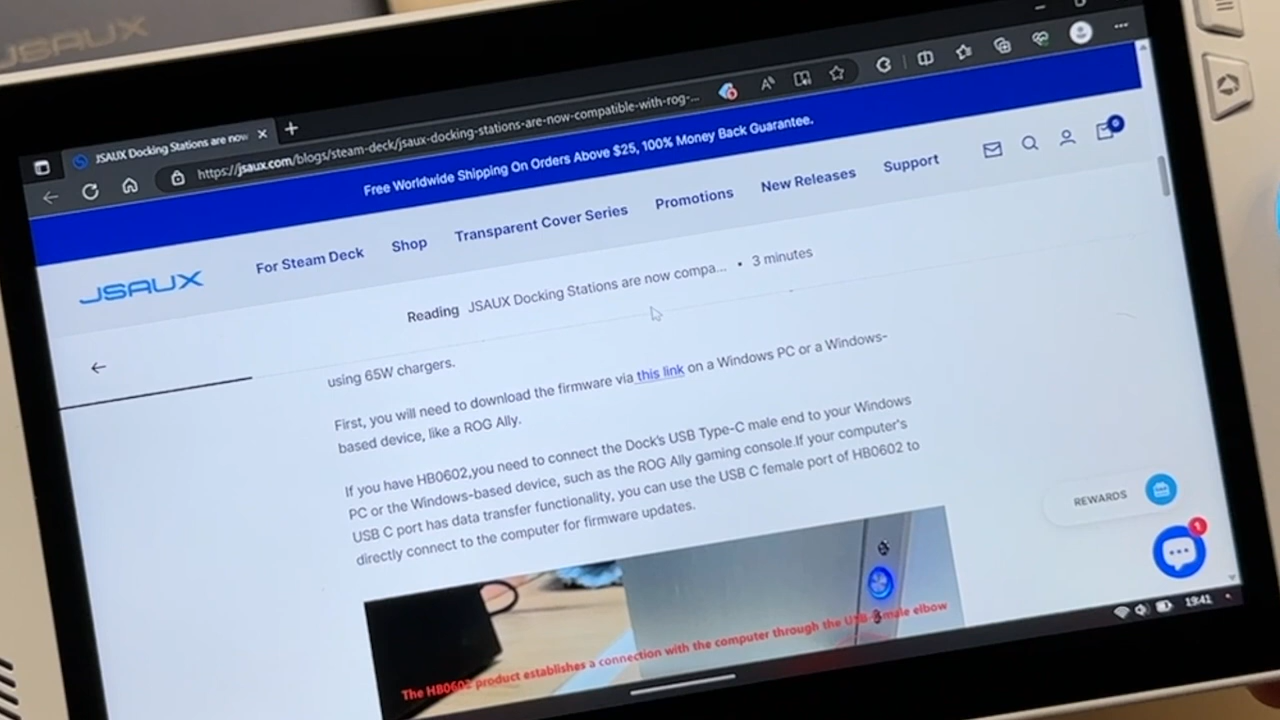 JSAUX
JSAUX Docking Stations are now
https://jsaux.com/blogs/steam-deck/jsaux-docking-stations-are-now-compatible-with-rog-...
Free Worldwide Shipping On Orders Above $25, 100% Money Back Guarantee.
JSAUX
For Steam Deck
Shop
Transparent Cover Series
Promotions
New Releases
Support
0
Reading JSAUX Docking Stations are now compa... • 3 minutes
using 65W chargers.
First, you will need to download the firmware via this link on a Windows PC or a Windows-
based device, like a ROG Ally.
If you have HB0602,you need to connect the Dock's USB Type-C male end to your Windows
PC or the Windows-based device, such as the ROG Ally gaming console.If your computer's
USB C port has data transfer functionality, you can use the USB C female port of HB0602 to
directly connect to the computer for firmware updates.
The HB0602 product establishes a connection with the computer through the USB-C male elbow
REWARDS
1
19:41